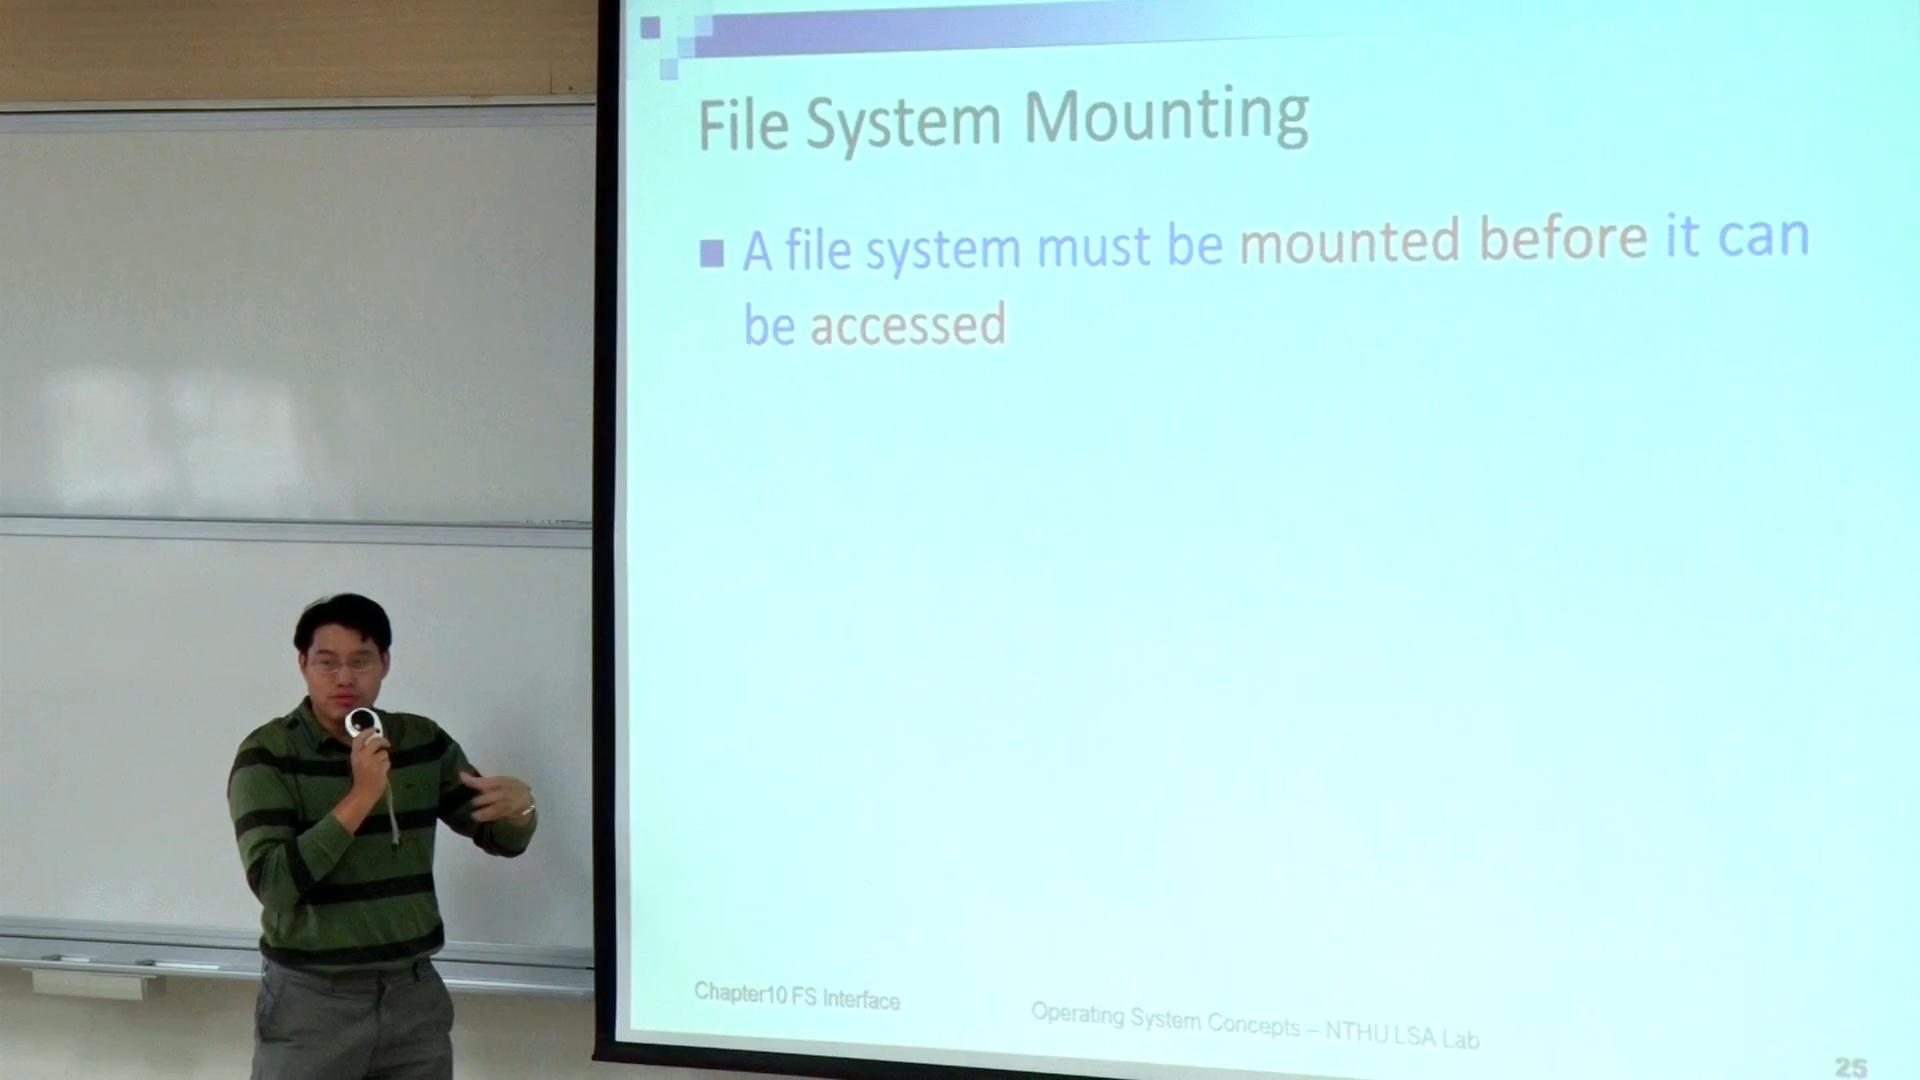 File System Mounting
A file system must be mounted before it can
be accessed
Chapter10 FS Interface
Operating System Concepts – NTHU LSA Lab
25